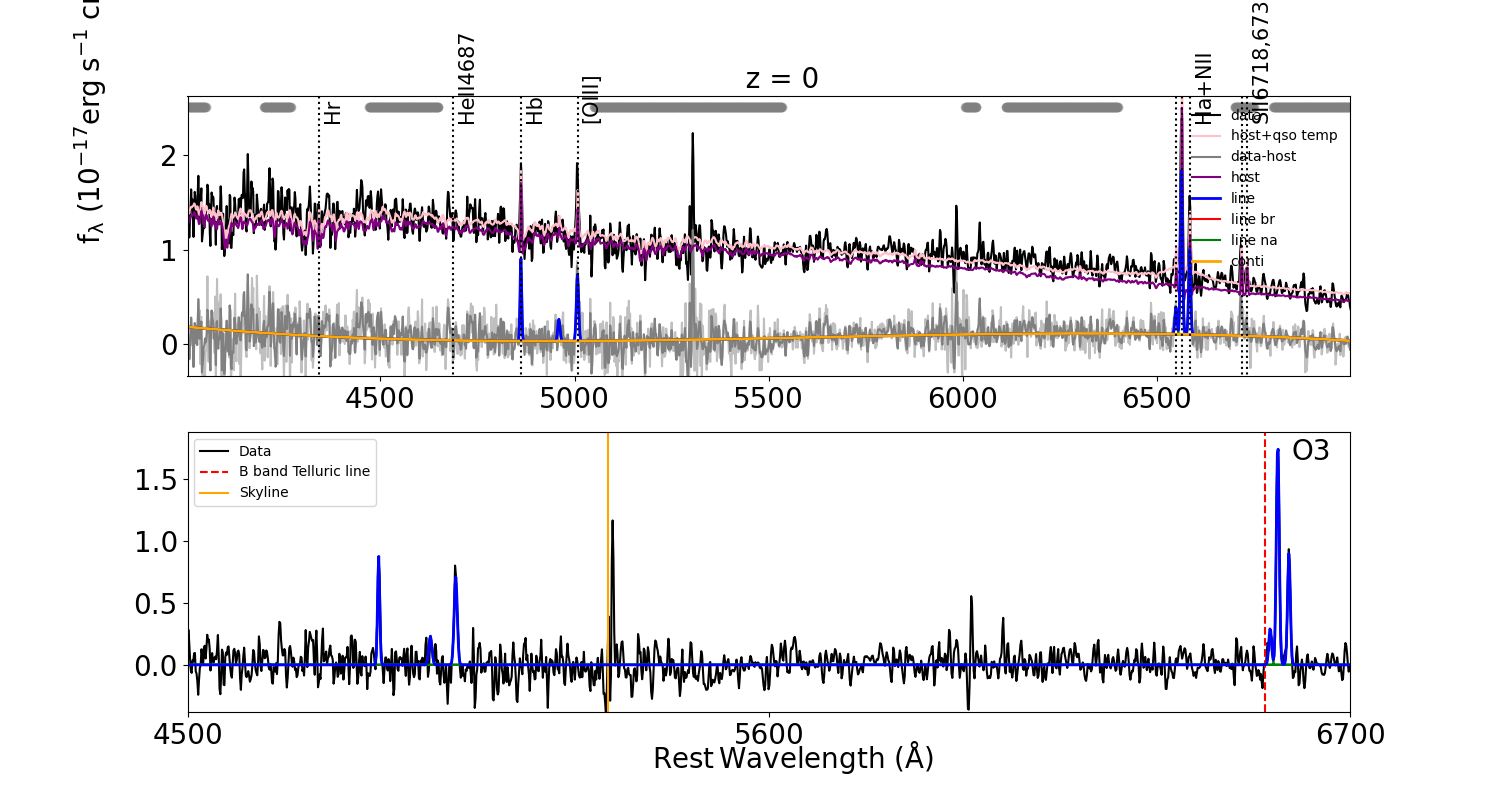 z = 0
Hr
HeII4687
Hb
[OIII]
Ha+NII
SII6718,673
fλ (10⁻¹⁷erg s⁻¹
data
host+qso temp
data-host
host
line
line br
line na
conti
2
1
0
4500
5000
5500
6000
6500
Data
B band Telluric line
Skyline
O3
1.5
1.0
0.5
0.0
4500
5600
6700
Rest Wavelength (Å)